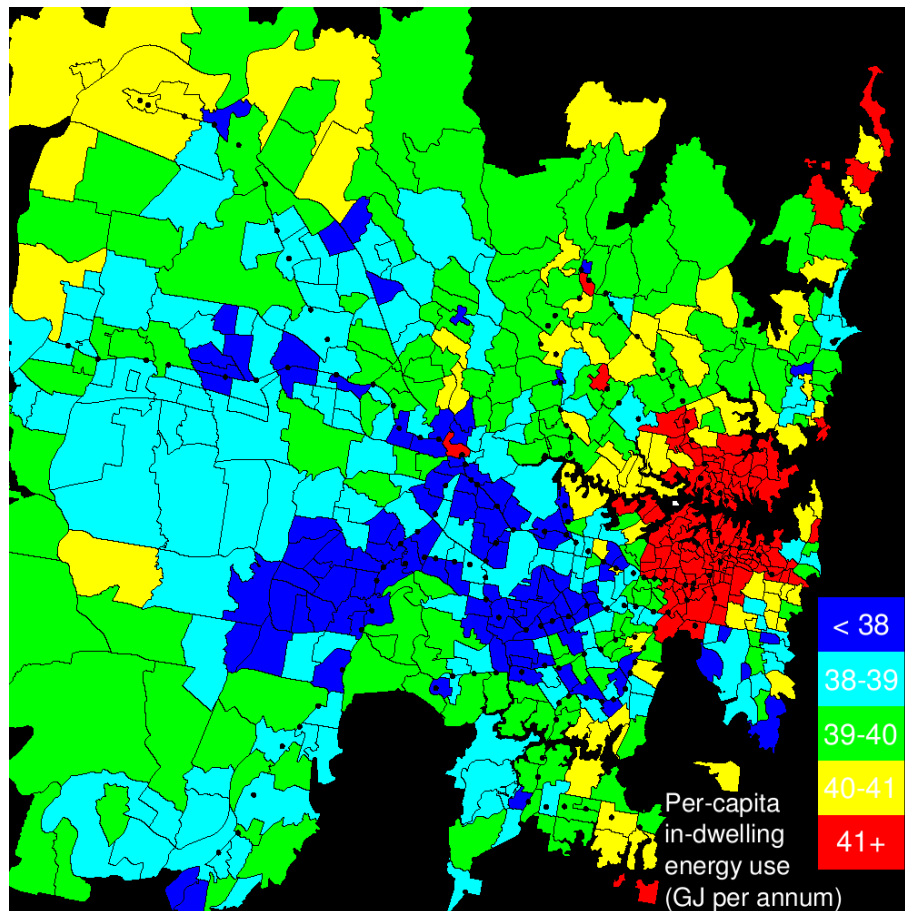 < 38
38-39
39-40
40-41
41+
Per-capita
in-dwelling
energy use
(GJ per annum)